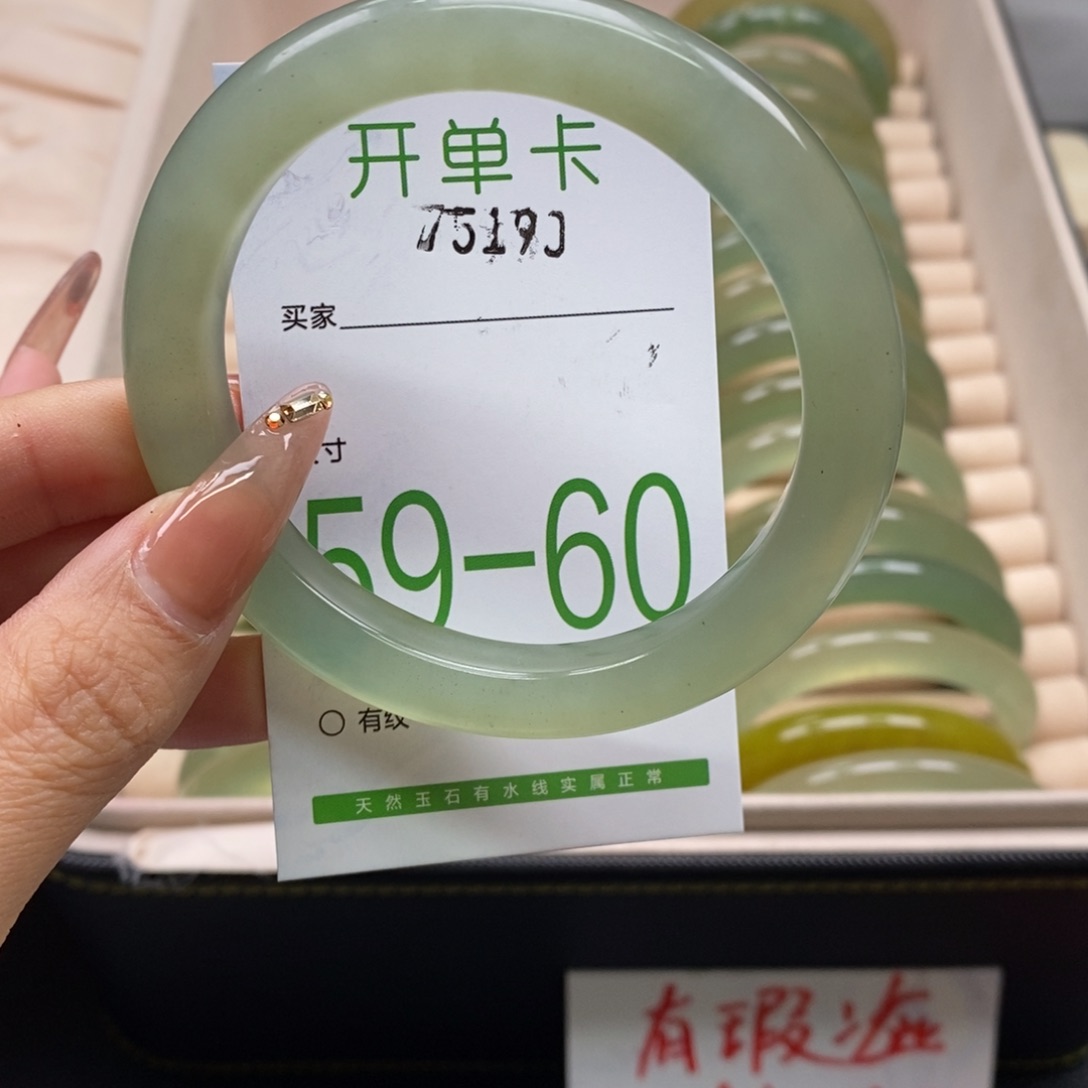 开单卡
买家
寸
59-60
有纹
天然玉石有水线实属正常
有瑕疵